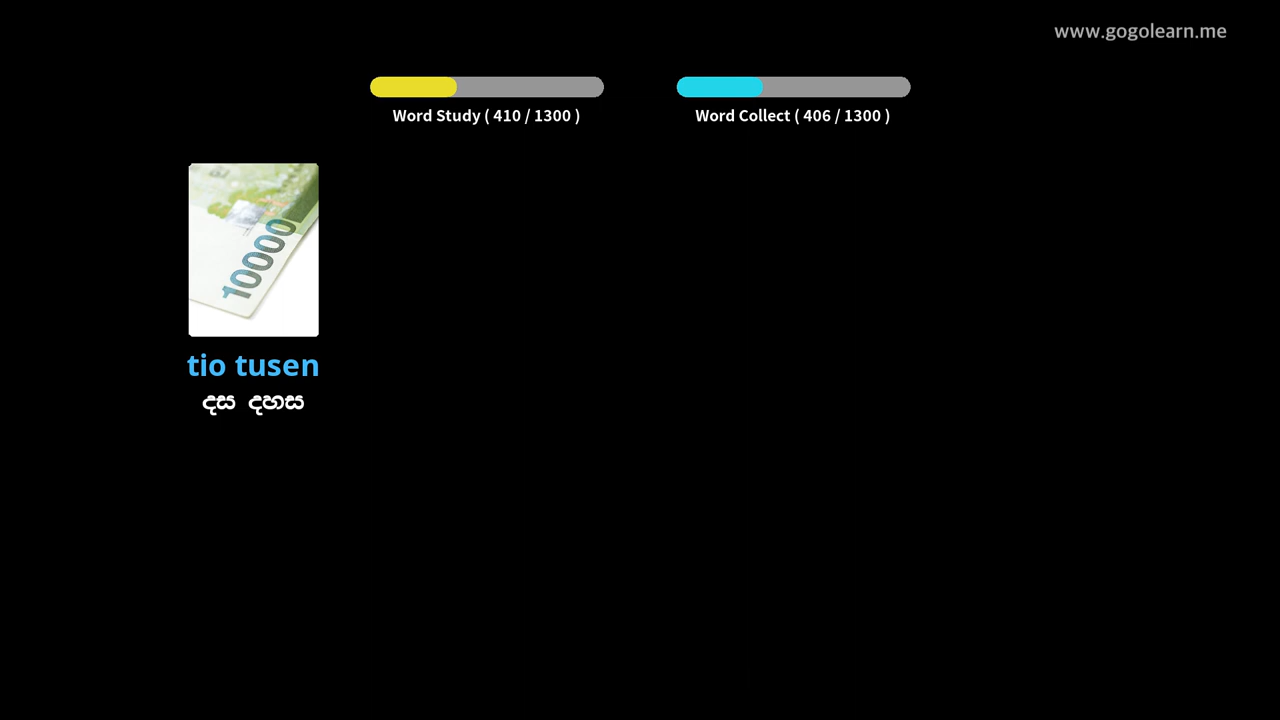 www.gogolearn.me
Word Study ( 410 / 1300 )
Word Collect ( 406 / 1300 )
10000
tio tusen
දස දහස